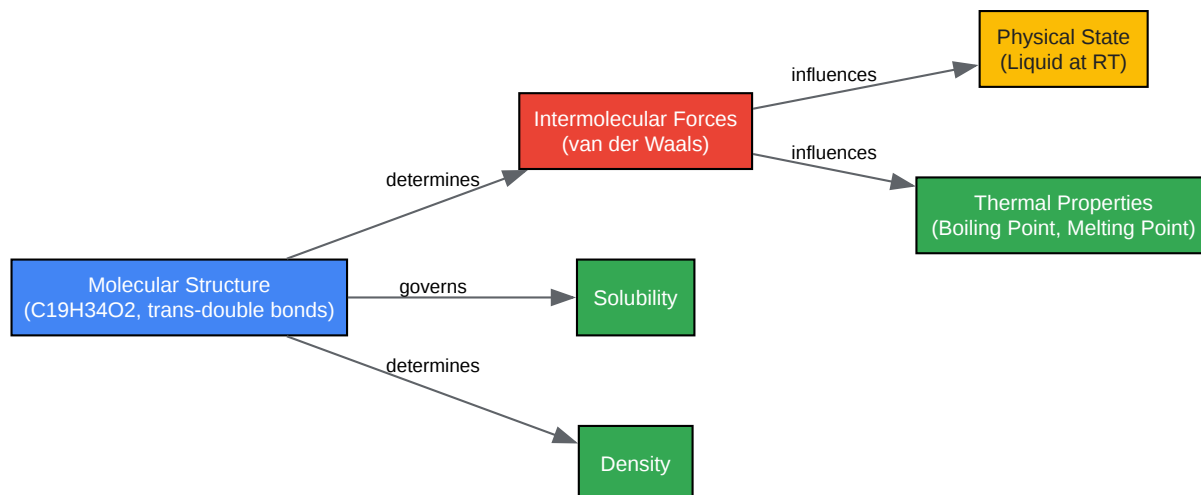 Physical State
(Liquid at RT)
influences
Intermolecular Forces
(van der Waals)
influences
determines
Thermal Properties
(Boiling Point, Melting Point)
Molecular Structure
(C19H34O2, trans-double bonds)
governs
Solubility
determines
Density